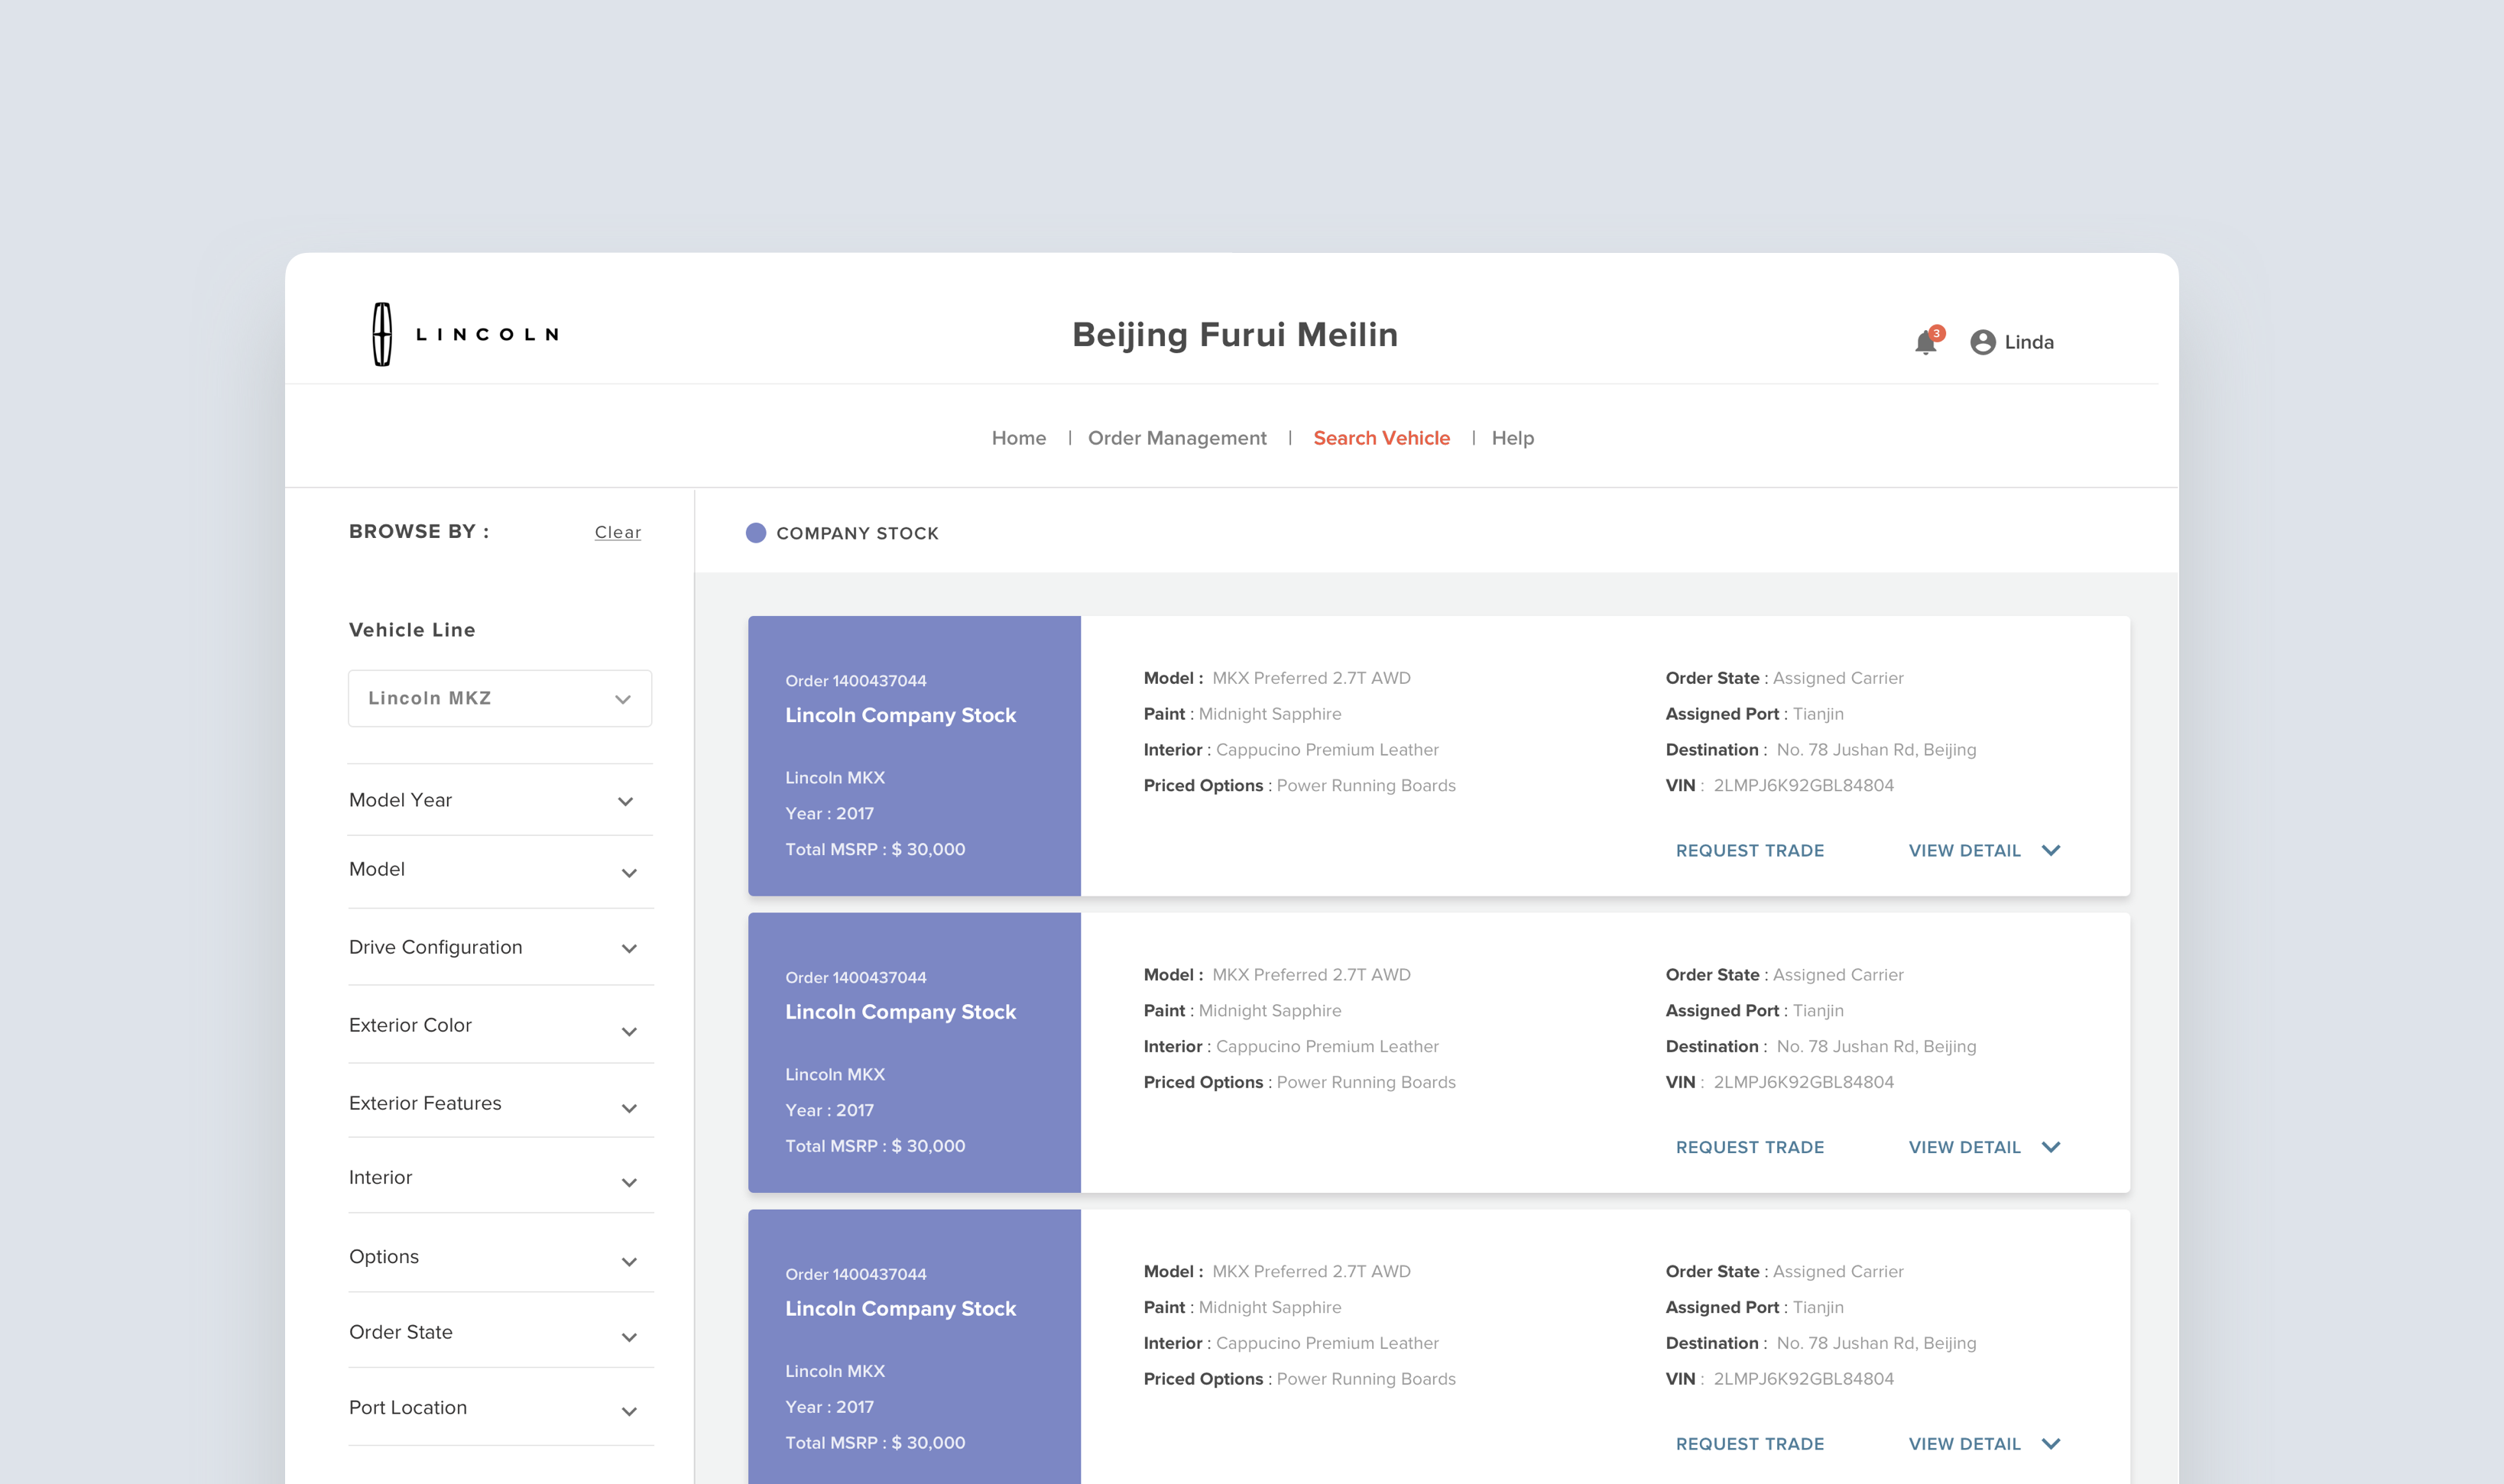 LINCOLN
Beijing Furui Meilin
3
Linda
Home | Order Management | Search Vehicle | Help
BROWSE BY :
Clear
Vehicle Line
Lincoln MKZ
Model Year
Model
Drive Configuration
Exterior Color
Exterior Features
Interior
Options
Order State
Port Location
COMPANY STOCK
Order 1400437044
Lincoln Company Stock
Lincoln MKX
Year : 2017
Total MSRP : $ 30,000
Model : MKX Preferred 2.7T AWD
Paint : Midnight Sapphire
Interior : Cappucino Premium Leather
Priced Options : Power Running Boards
Order State : Assigned Carrier
Assigned Port : Tianjin
Destination : No. 78 Jushan Rd, Beijing
VIN : 2LMPJ6K92GBL84804
REQUEST TRADE
VIEW DETAIL
Order 1400437044
Lincoln Company Stock
Lincoln MKX
Year : 2017
Total MSRP : $ 30,000
Model : MKX Preferred 2.7T AWD
Paint : Midnight Sapphire
Interior : Cappucino Premium Leather
Priced Options : Power Running Boards
Order State : Assigned Carrier
Assigned Port : Tianjin
Destination : No. 78 Jushan Rd, Beijing
VIN : 2LMPJ6K92GBL84804
REQUEST TRADE
VIEW DETAIL
Order 1400437044
Lincoln Company Stock
Lincoln MKX
Year : 2017
Total MSRP : $ 30,000
Model : MKX Preferred 2.7T AWD
Paint : Midnight Sapphire
Interior : Cappucino Premium Leather
Priced Options : Power Running Boards
Order State : Assigned Carrier
Assigned Port : Tianjin
Destination : No. 78 Jushan Rd, Beijing
VIN : 2LMPJ6K92GBL84804
REQUEST TRADE
VIEW DETAIL